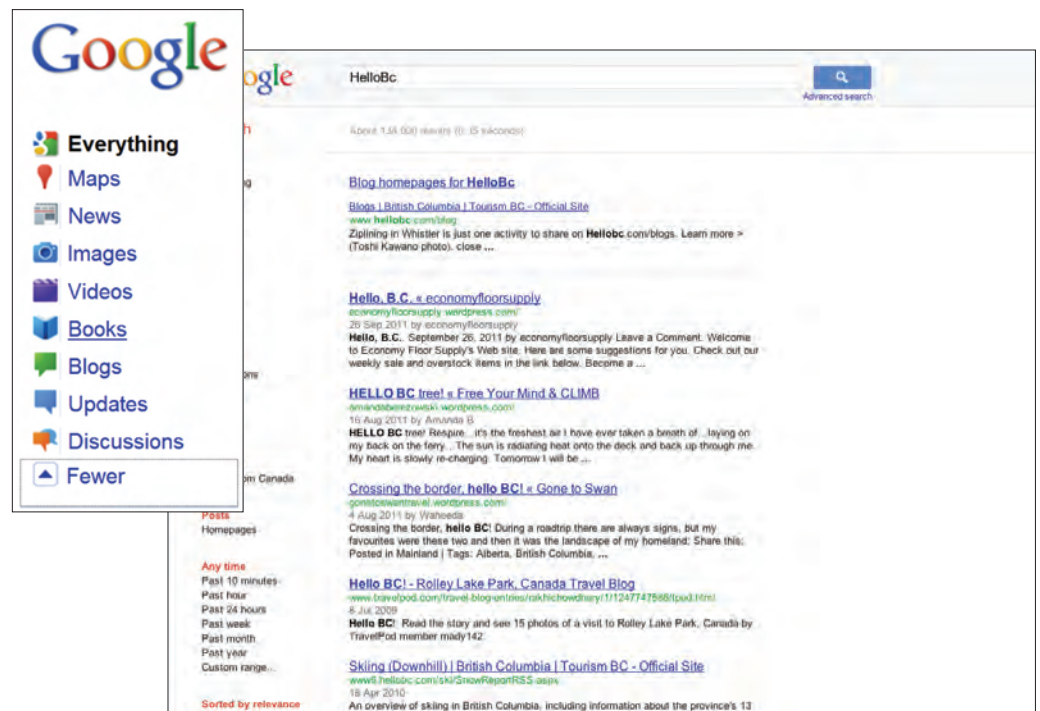 Google
Everything
Maps
News
Images
Videos
Books
Blogs
Updates
Discussions
Fewer
ogle
HelloBc
Advanced search
h
Blog homepages for HelloBc
Blogs | British Columbia | Tourism BC - Official Site
www.hellobc.com/blog
Ziplining in Whistler is just one activity to share on Hellobc.com/blogs. Learn more >
(Toshi Kawano photo). close ...
Hello, B.C. « economyfloorsupply
economyfloorsupply.wordpress.com/
26 Sep 2011 by economyfloorsupply
Hello, B.C.. September 26, 2011 by economyfloorsupply Leave a Comment. Welcome
to Economy Floor Supply's Web site. Here are some suggestions for you. Check out our
weekly sale and overstock items in the link below. Become a ...
HELLO BC tree! « Free Your Mind & CLIMB
16 Aug 2011 by Amanda B
HELLO BC tree! Respire... it's the freshest air I have ever taken a breath of...laying on
my back on the ferry... The sun is radiating heat onto the deck and back up through me.
My heart is slowly re-charging. Tomorrow I will be ...
om Canada
Crossing the border, hello BC! « Gone to Swan
gonetoswantravel.wordpress.com/
4 Aug 2011 by Waheeda
Crossing the border, hello BC! During a roadtrip there are always signs, but my
favourites were these two and then it was the landscape of my homeland: Share this:
Posted in Mainland | Tags: Alberta, British Columbia, ...
Posts
Homepages
Any time
Past 10 minutes
Past hour
Past 24 hours
Past week
Past month
Past year
Custom range...
Sorted by relevance
Hello BC! - Rolley Lake Park, Canada Travel Blog
8 Jul 2009
Hello BC! Read the story and see 15 photos of a visit to Rolley Lake Park, Canada by
TravelPod member mady142
Skiing (Downhill) | British Columbia | Tourism BC - Official Site
www6.hellobc.com/ski/SnowReportRSS.aspx
18 Apr 2010
An overview of skiing in British Columbia, including information about the province's 13